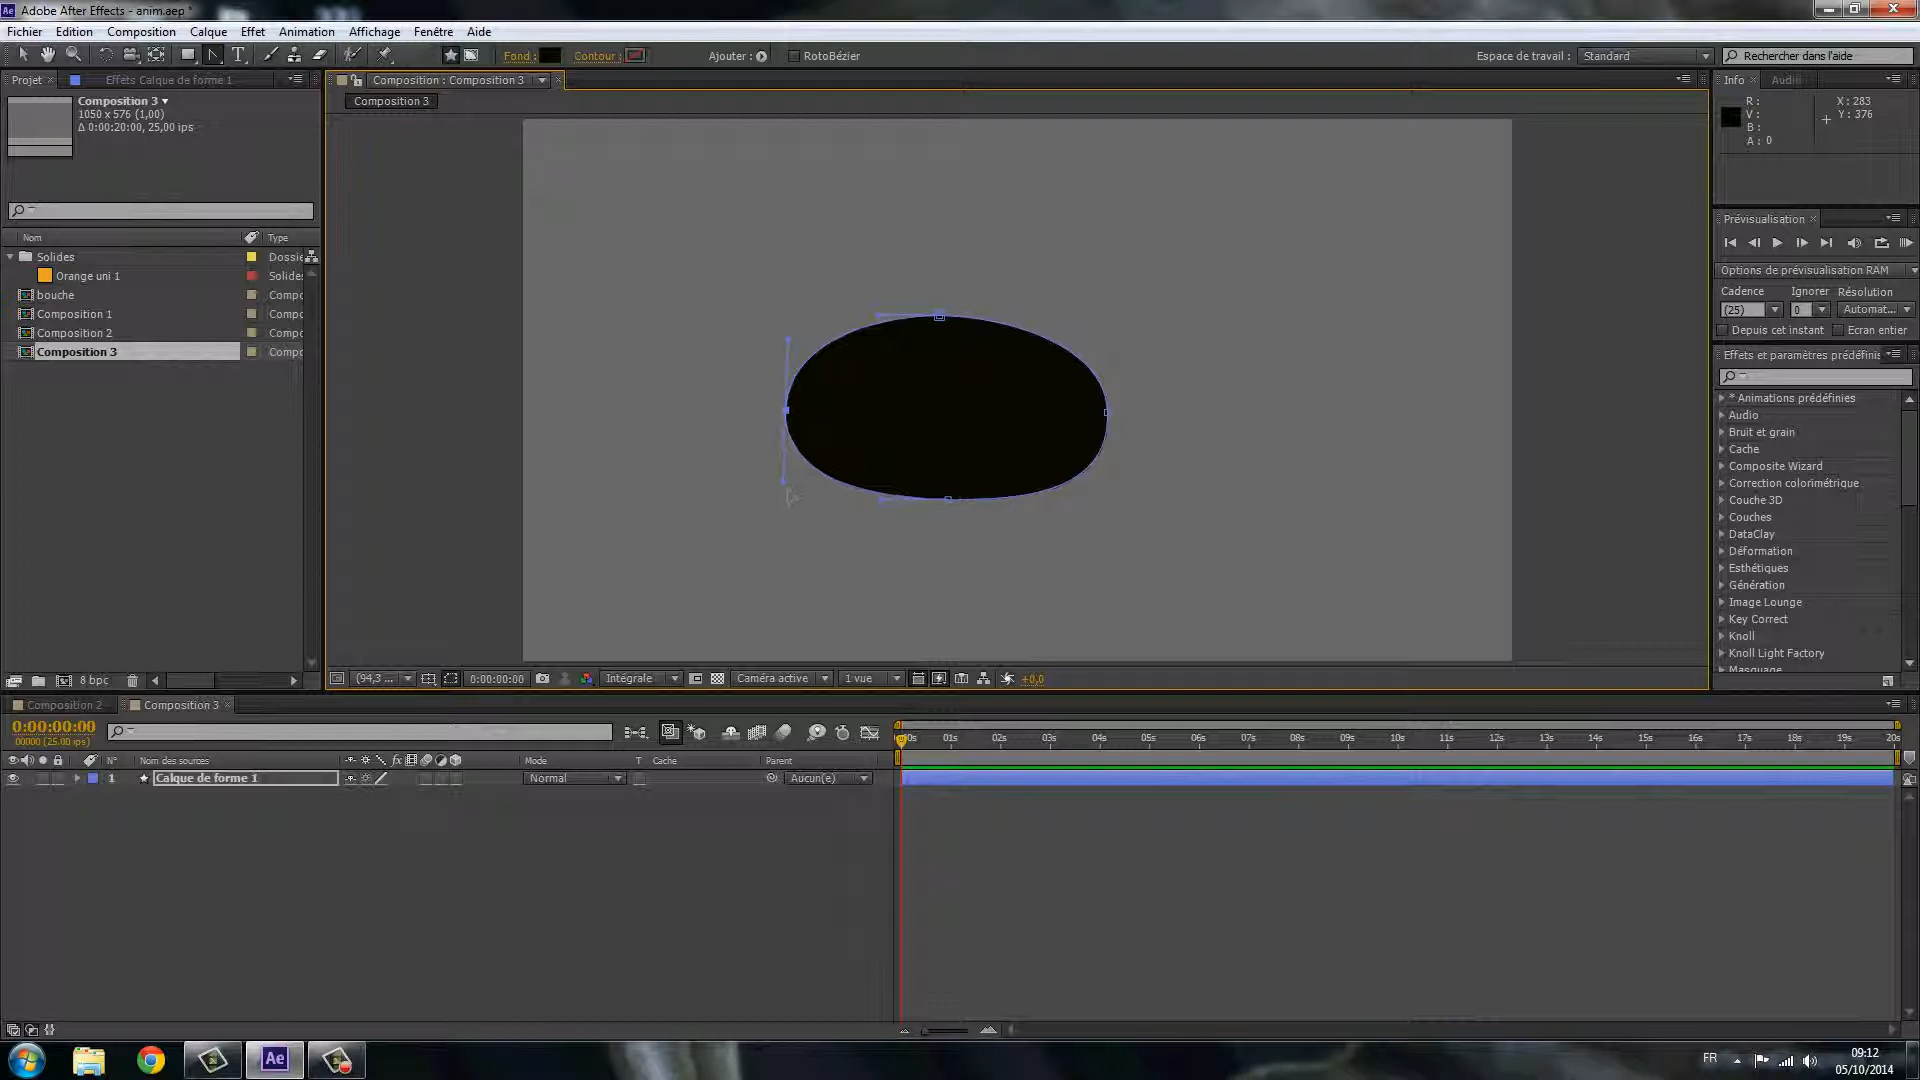 Adobe After Effects - anim.aep *
Fichier Edition Composition Calque Effet Animation Affichage Fenêtre Aide
Fond : Contour : Ajouter : RotoBézier Espace de travail : Standard Rechercher dans l'aide
Projet Effets Calque de forme 1
Composition 3
1050 x 576 (1,00)
Δ 0:00:20:00, 25,00 ips
Nom Type
Solides Dossie
Orange uni 1 Solides
bouche Compo
Composition 1 Compo
Composition 2 Compo
Composition 3 Compo
8 bpc
Composition : Composition 3
Composition 3
(94,3 ... 0:00:00:00 Intégrale Caméra active 1 vue +0,0
Info Audio
R : X : 283
V : Y : 376
B :
A : 0
Prévisualisation
Options de prévisualisation RAM
Cadence Ignorer Résolution
(25) 0 Automat...
Depuis cet instant Ecran entier
Effets et paramètres prédéfinis
* Animations prédéfinies
Audio
Bruit et grain
Cache
Composite Wizard
Correction colorimétrique
Couche 3D
Couches
DataClay
Déformation
Esthétiques
Génération
Image Lounge
Key Correct
Knoll
Knoll Light Factory
Masquage
Composition 2 Composition 3
0:00:00:00
00000 (25.00 ips)
N° Nom des sources fx Mode T Cache Parent
1 Calque de forme 1 Normal Aucun(e)
00s 01s 02s 03s 04s 05s 06s 07s 08s 09s 10s 11s 12s 13s 14s 15s 16s 17s 18s 19s 20s
Ae
FR
09:12
05/10/2014